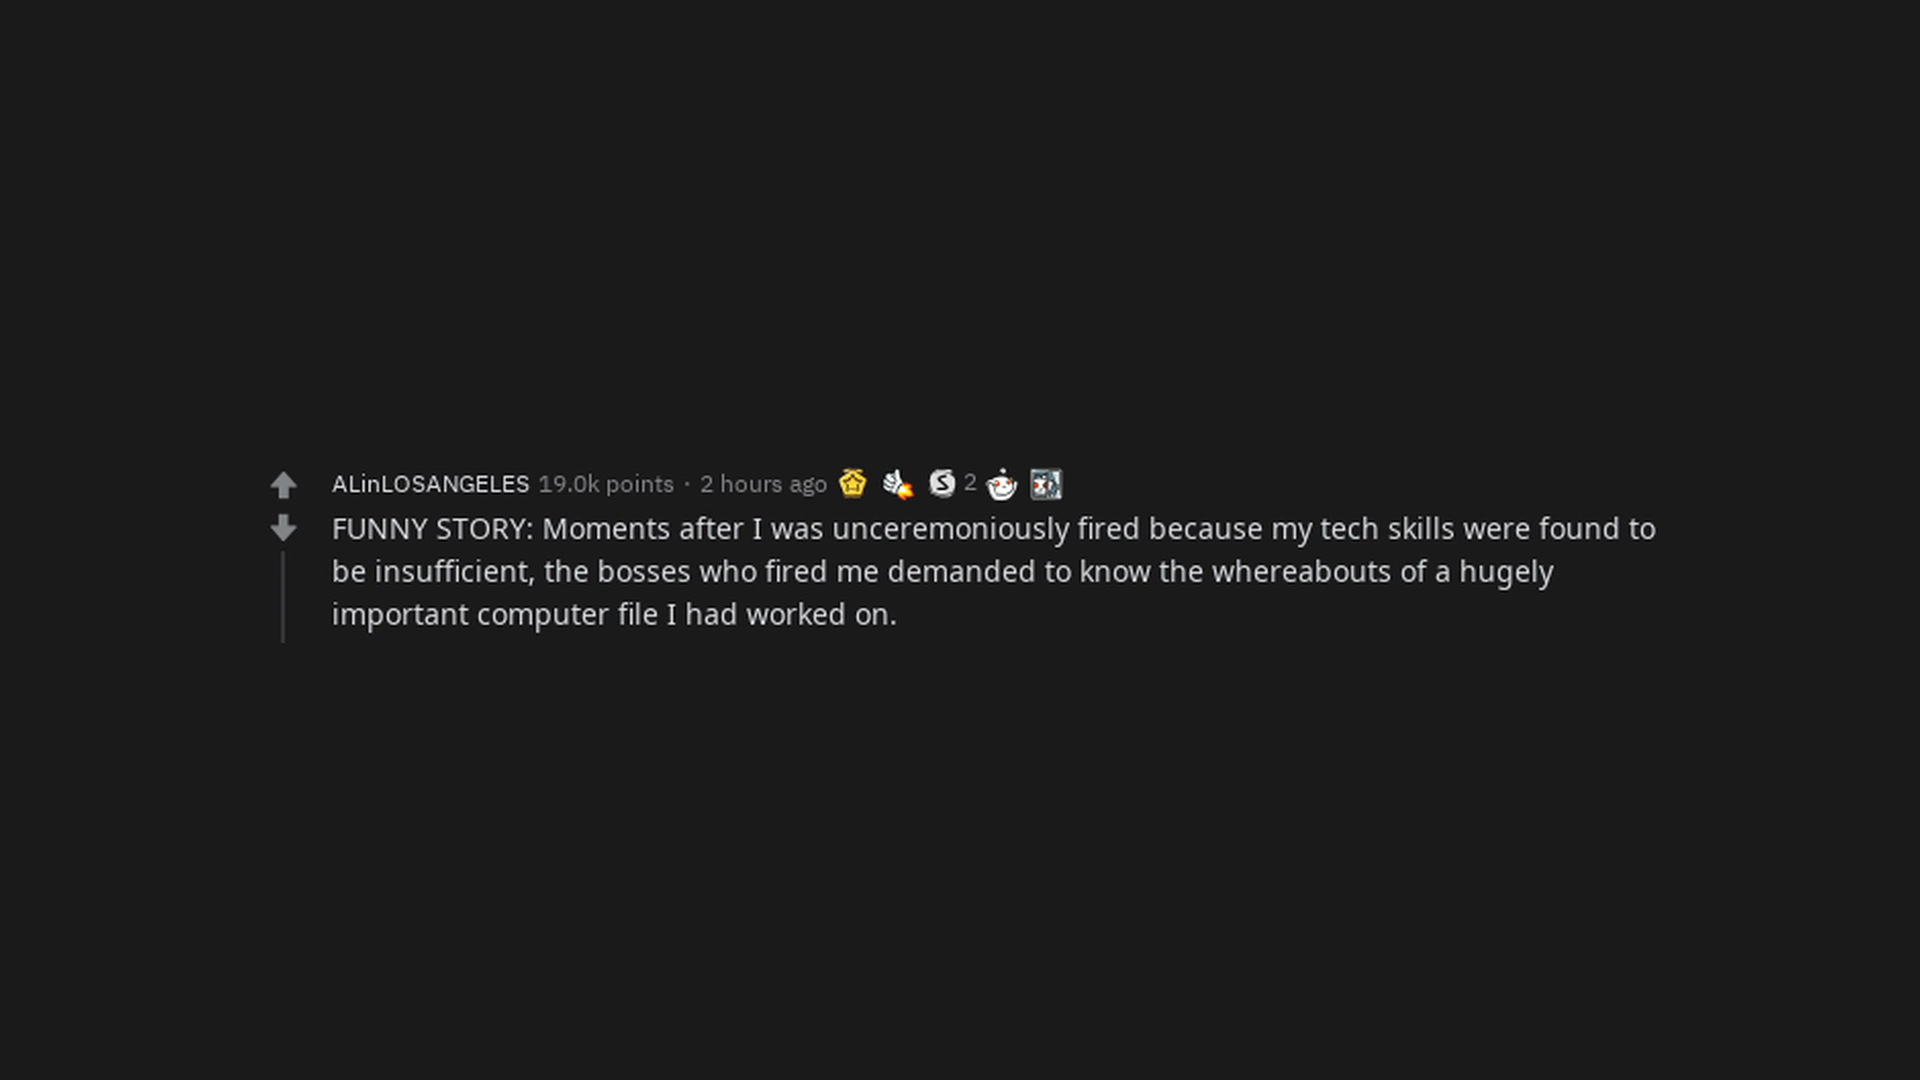 ALinLOSANGELES 19.0k points · 2 hours ago 2
FUNNY STORY: Moments after I was unceremoniously fired because my tech skills were found to
be insufficient, the bosses who fired me demanded to know the whereabouts of a hugely
important computer file I had worked on.